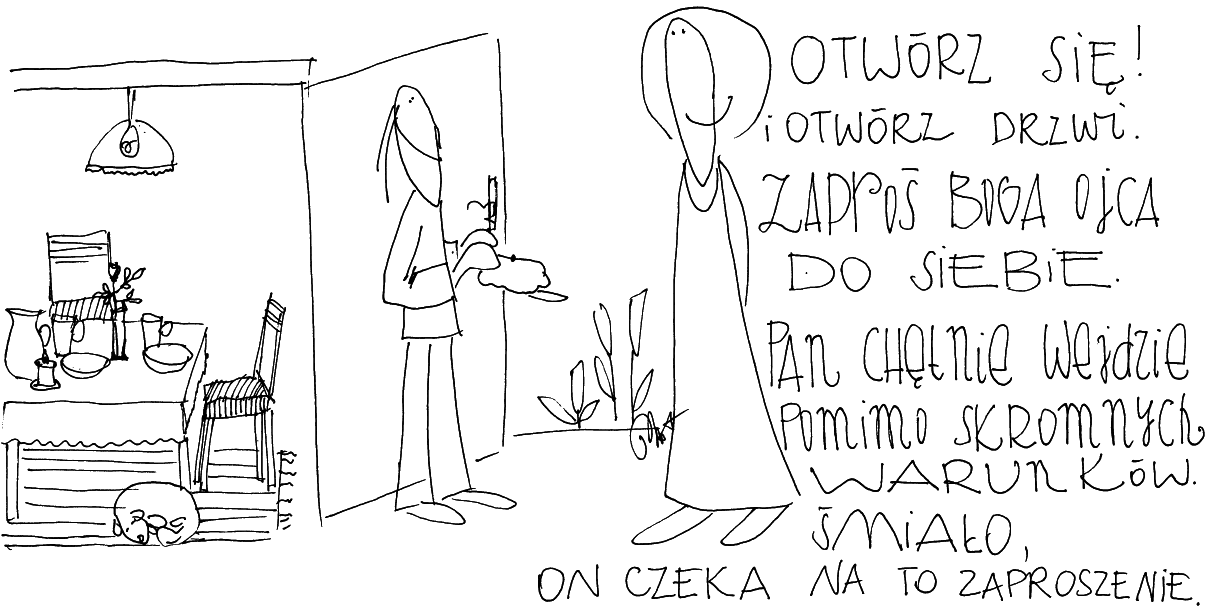 OTWÓRZ SIĘ!
i OTWÓRZ DRZWi.
ZAPROŚ BOGA OJCA
DO SIEBIE.
PAN CHĘTNIE WEJDZIE
POMIMO SKROMNYCH
WARUNKÓW.
ŚMIAŁO,
ON CZEKA NA TO ZAPROSZENIE.